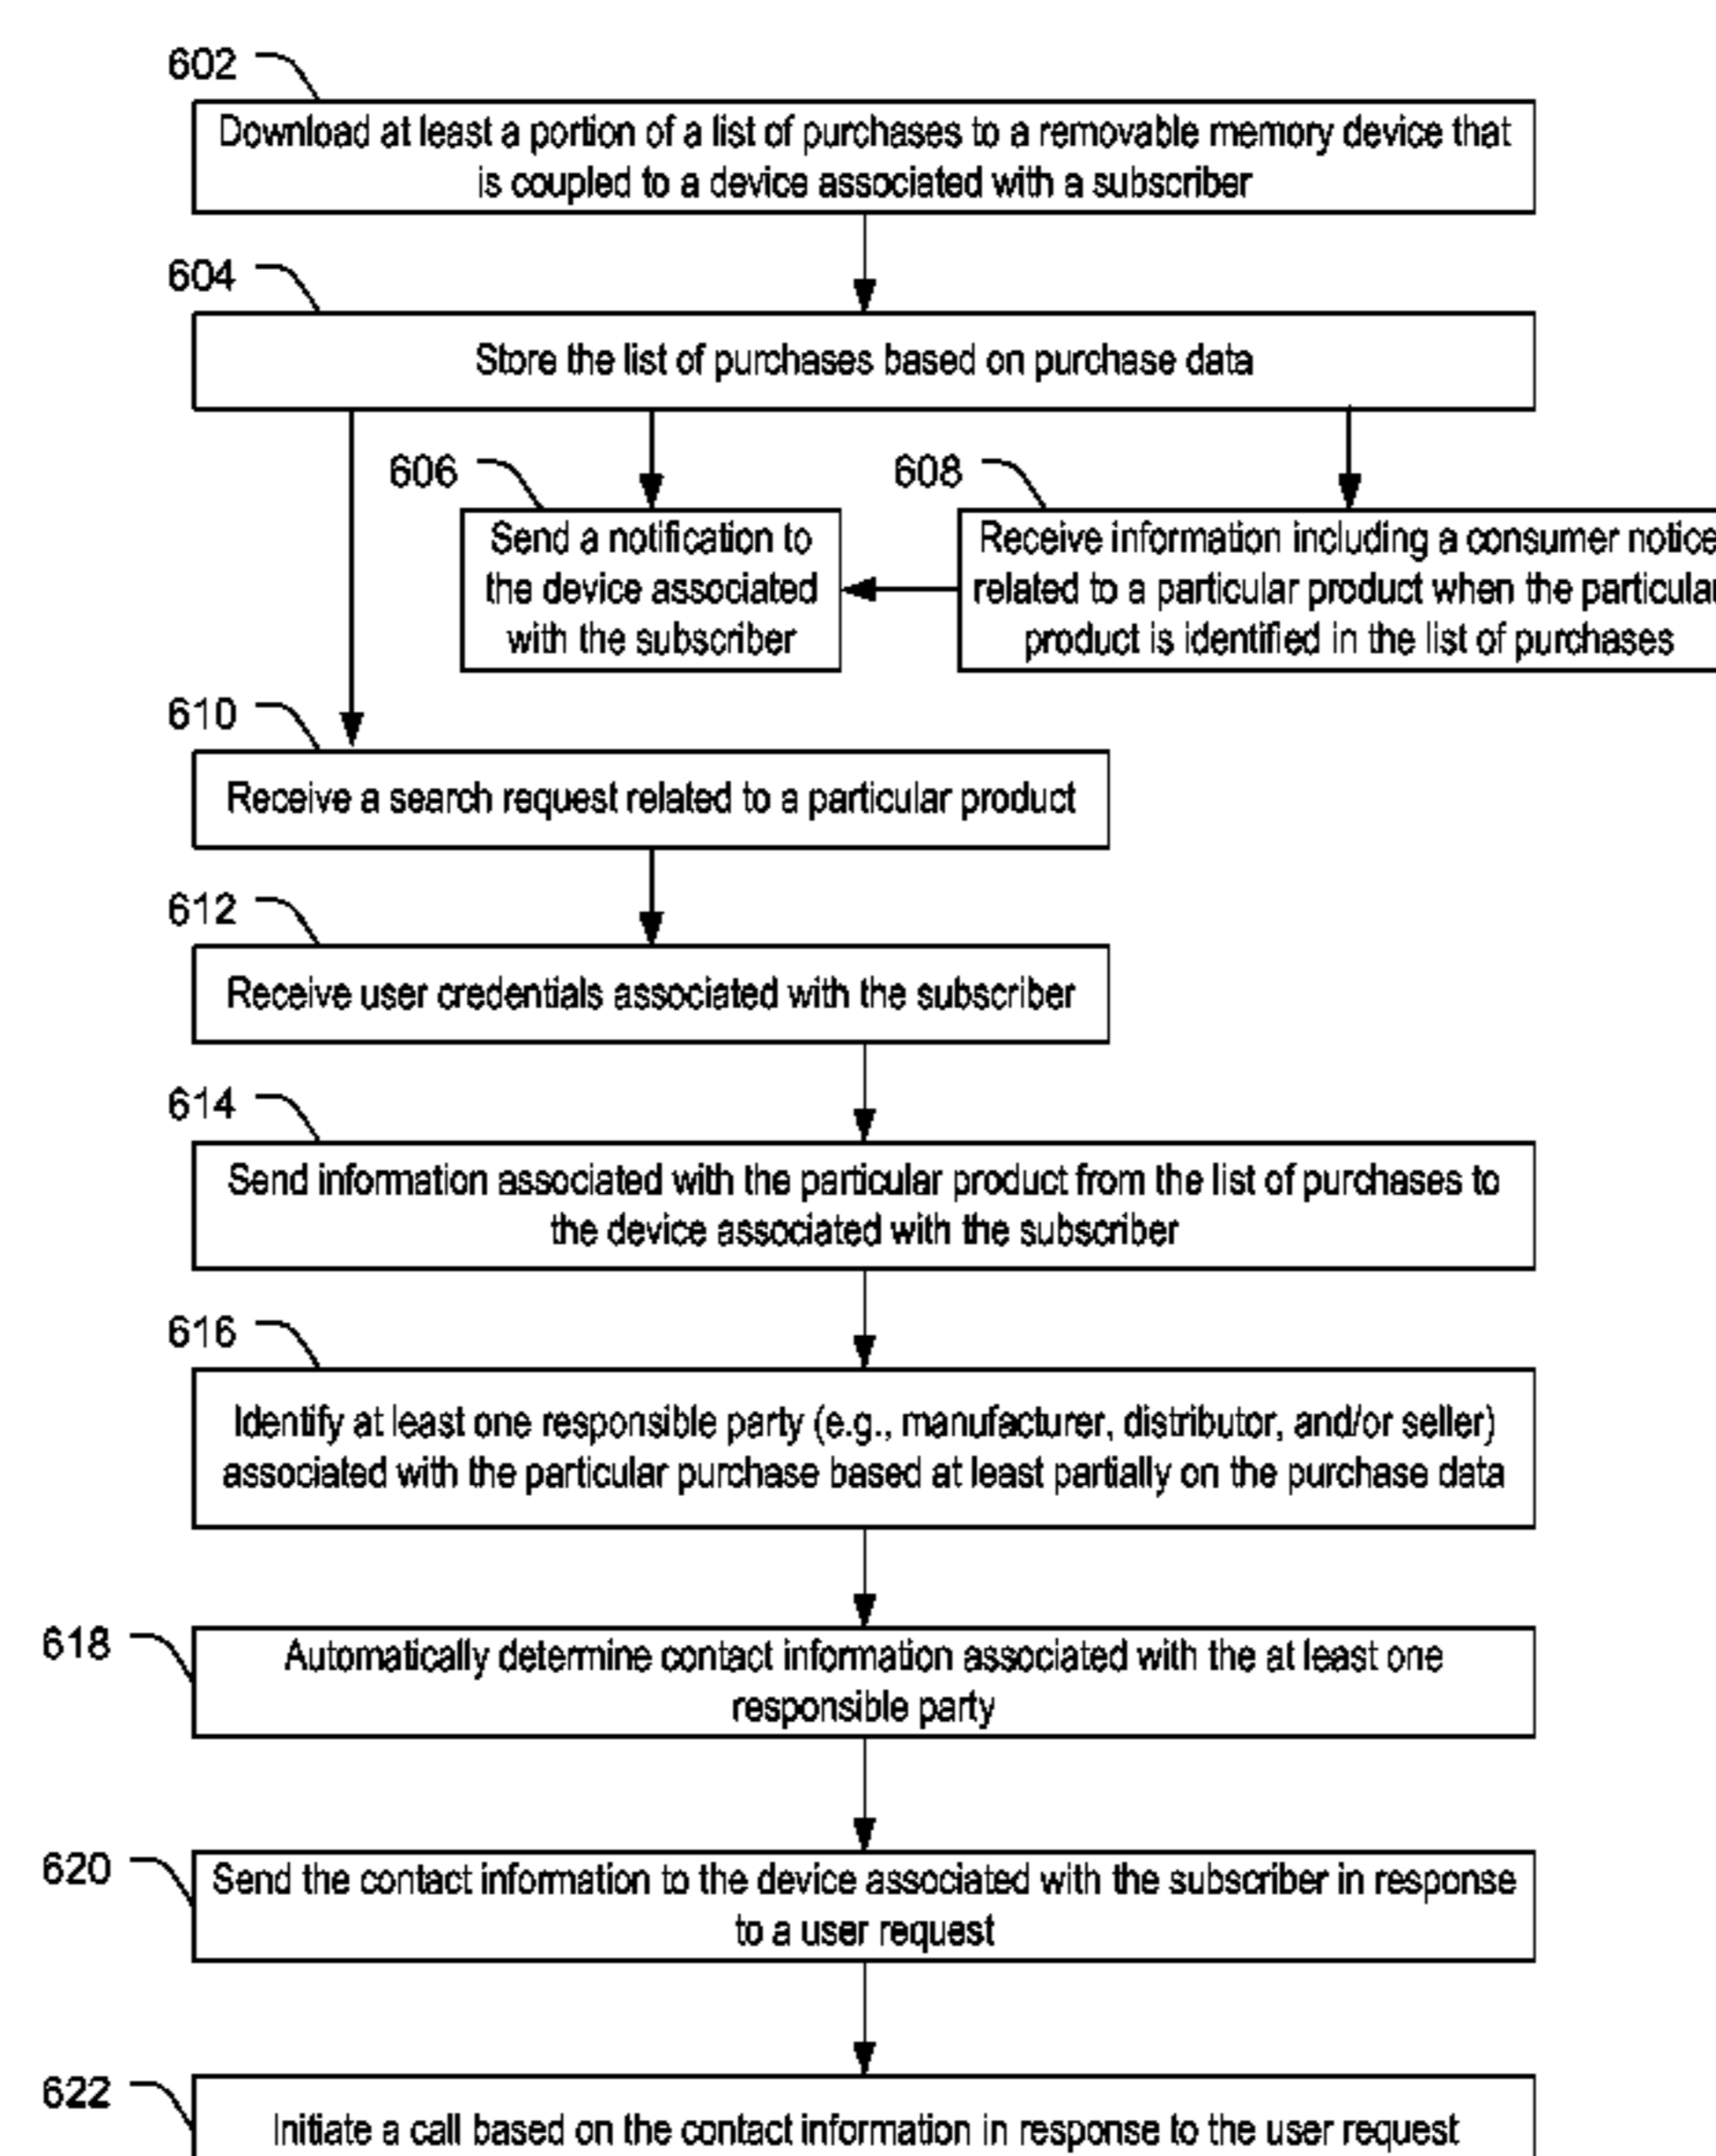 602
Download at least a portion of a list of purchases to a removable memory device that
is coupled to a device associated with a subscriber
604
Store the list of purchases based on purchase data
606
Send a notification to
the device associated
with the subscriber
608
Receive information including a consumer notice
related to a particular product when the particular
product is identified in the list of purchases
610
Receive a search request related to a particular product
612
Receive user credentials associated with the subscriber
614
Send information associated with the particular product from the list of purchases to
the device associated with the subscriber
616
Identify at least one responsible party (e.g., manufacturer, distributor, and/or seller)
associated with the particular purchase based at least partially on the purchase data
618
Automatically determine contact information associated with the at least one
responsible party
620
Send the contact information to the device associated with the subscriber in response
to a user request
622
Initiate a call based on the contact information in response to the user request